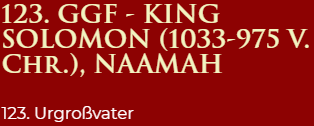 123. GGF - KING
SOLOMON (1033-975 V.
CHR.), NAAMAH
123. Urgroßvater